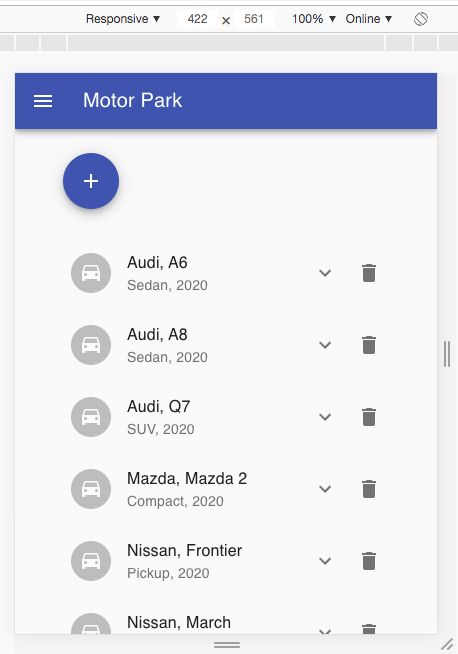 Responsive ▼ 422 × 561 100% ▼ Online ▼
Motor Park
Audi, A6
Sedan, 2020
Audi, A8
Sedan, 2020
Audi, Q7
SUV, 2020
Mazda, Mazda 2
Compact, 2020
Nissan, Frontier
Pickup, 2020
Nissan, March